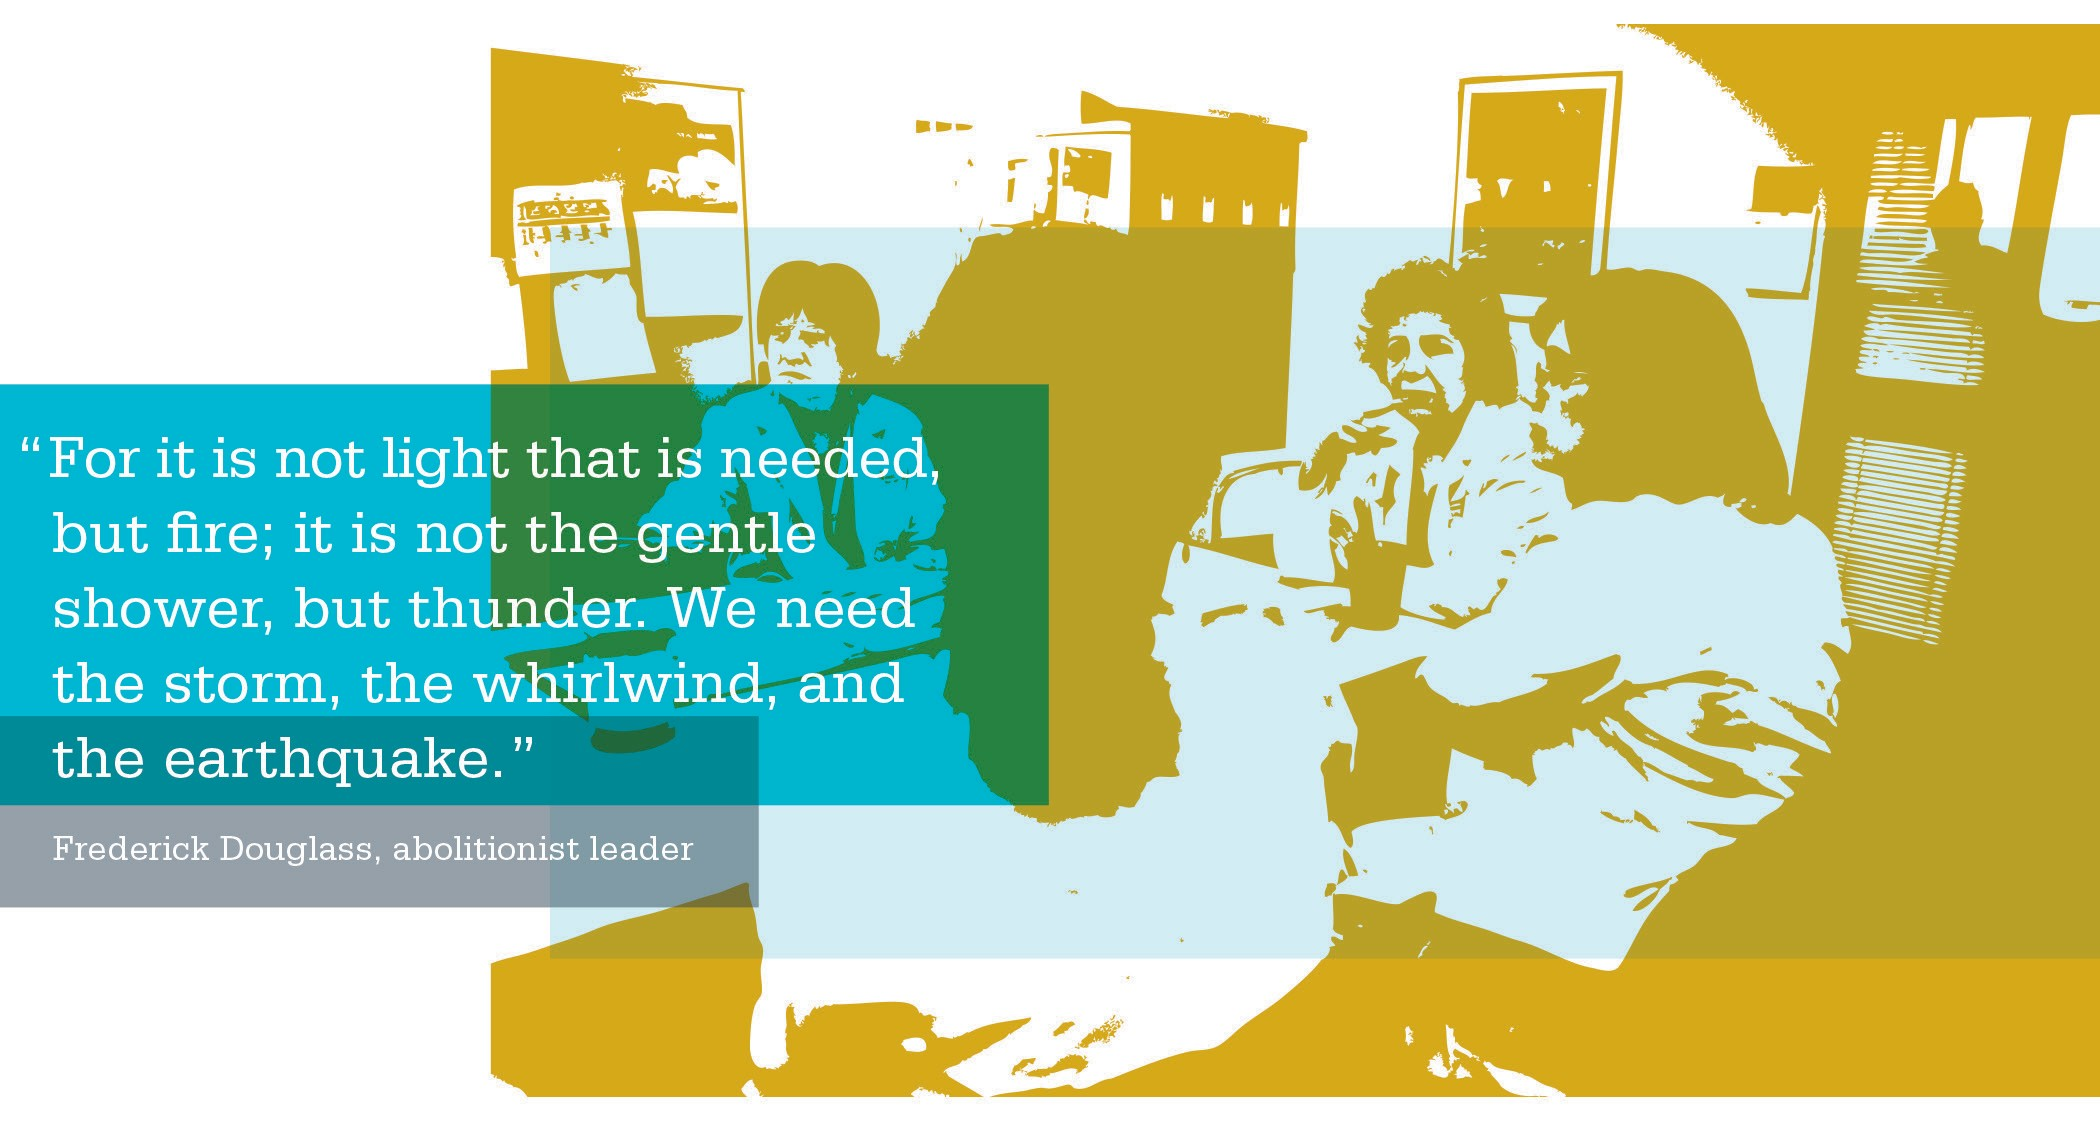 “For it is not light that is needed,
but fire; it is not the gentle
shower, but thunder. We need
the storm, the whirlwind, and
the earthquake.”
Frederick Douglass, abolitionist leader